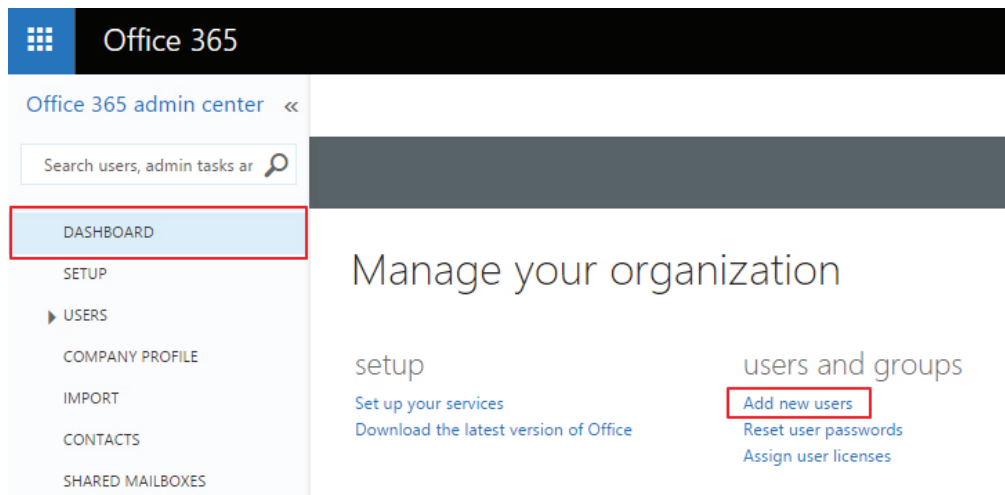 Office 365
Office 365 admin center «
Search users, admin tasks ar
DASHBOARD
SETUP
USERS
COMPANY PROFILE
IMPORT
CONTACTS
SHARED MAILBOXES
Manage your organization
setup
Set up your services
Download the latest version of Office
users and groups
Add new users
Reset user passwords
Assign user licenses